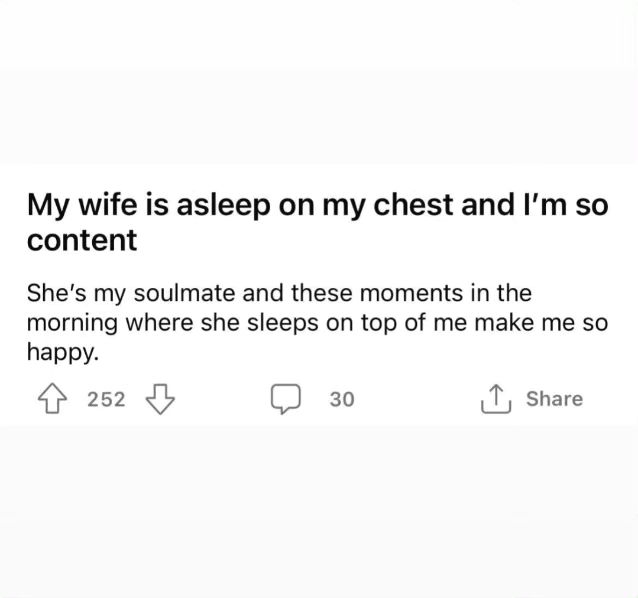 My wife is asleep on my chest and I'm so
content
She's my soulmate and these moments in the
morning where she sleeps on top of me make me so
happy.
252 30 Share